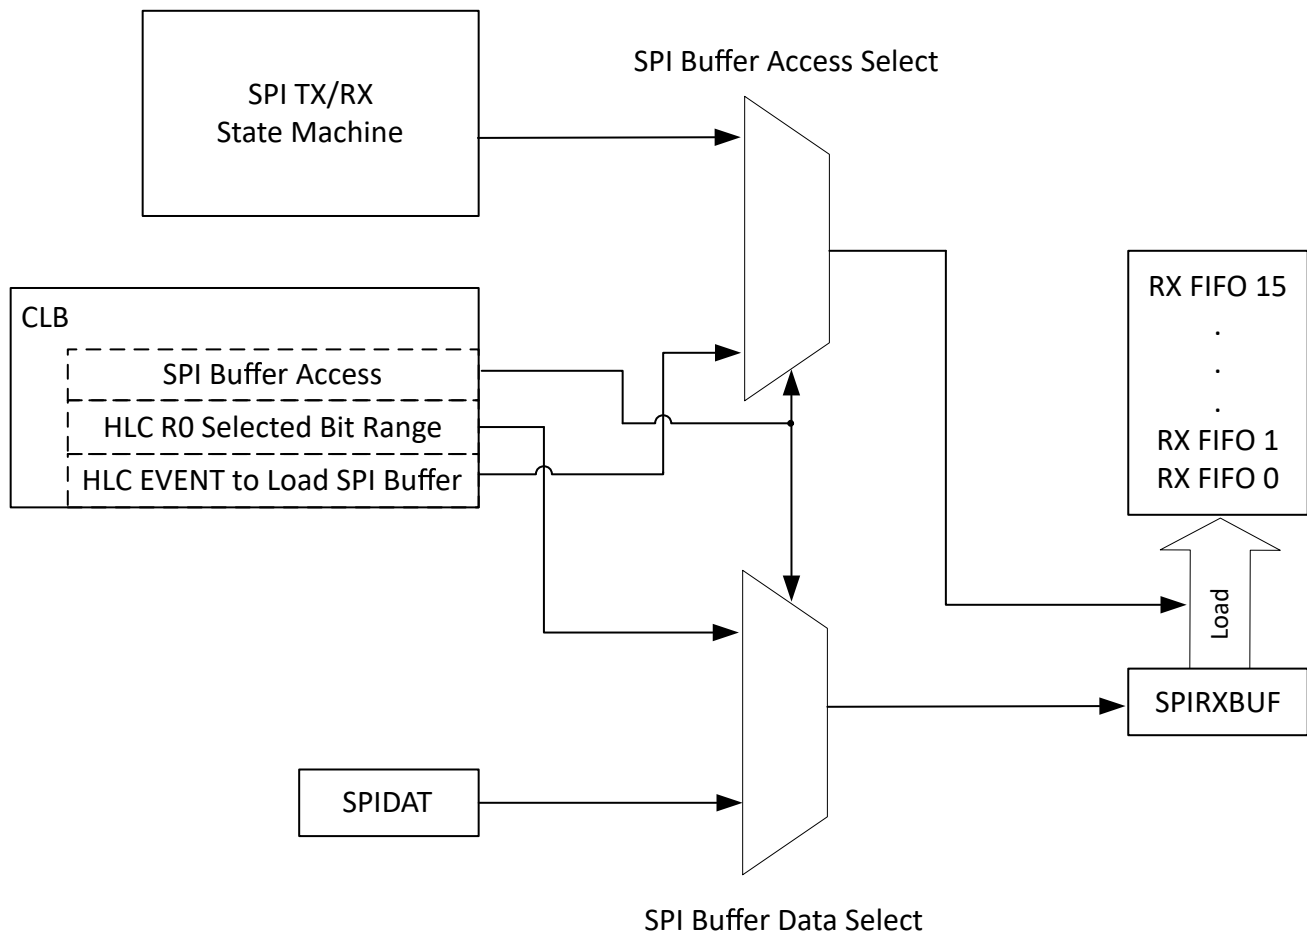 SPI Buffer Access Select
SPI TX/RX
State Machine
CLB
SPI Buffer Access
HLC R0 Selected Bit Range
HLC EVENT to Load SPI Buffer
RX FIFO 15
.
.
.
RX FIFO 1
RX FIFO 0
Load
SPIRXBUF
SPIDAT
SPI Buffer Data Select